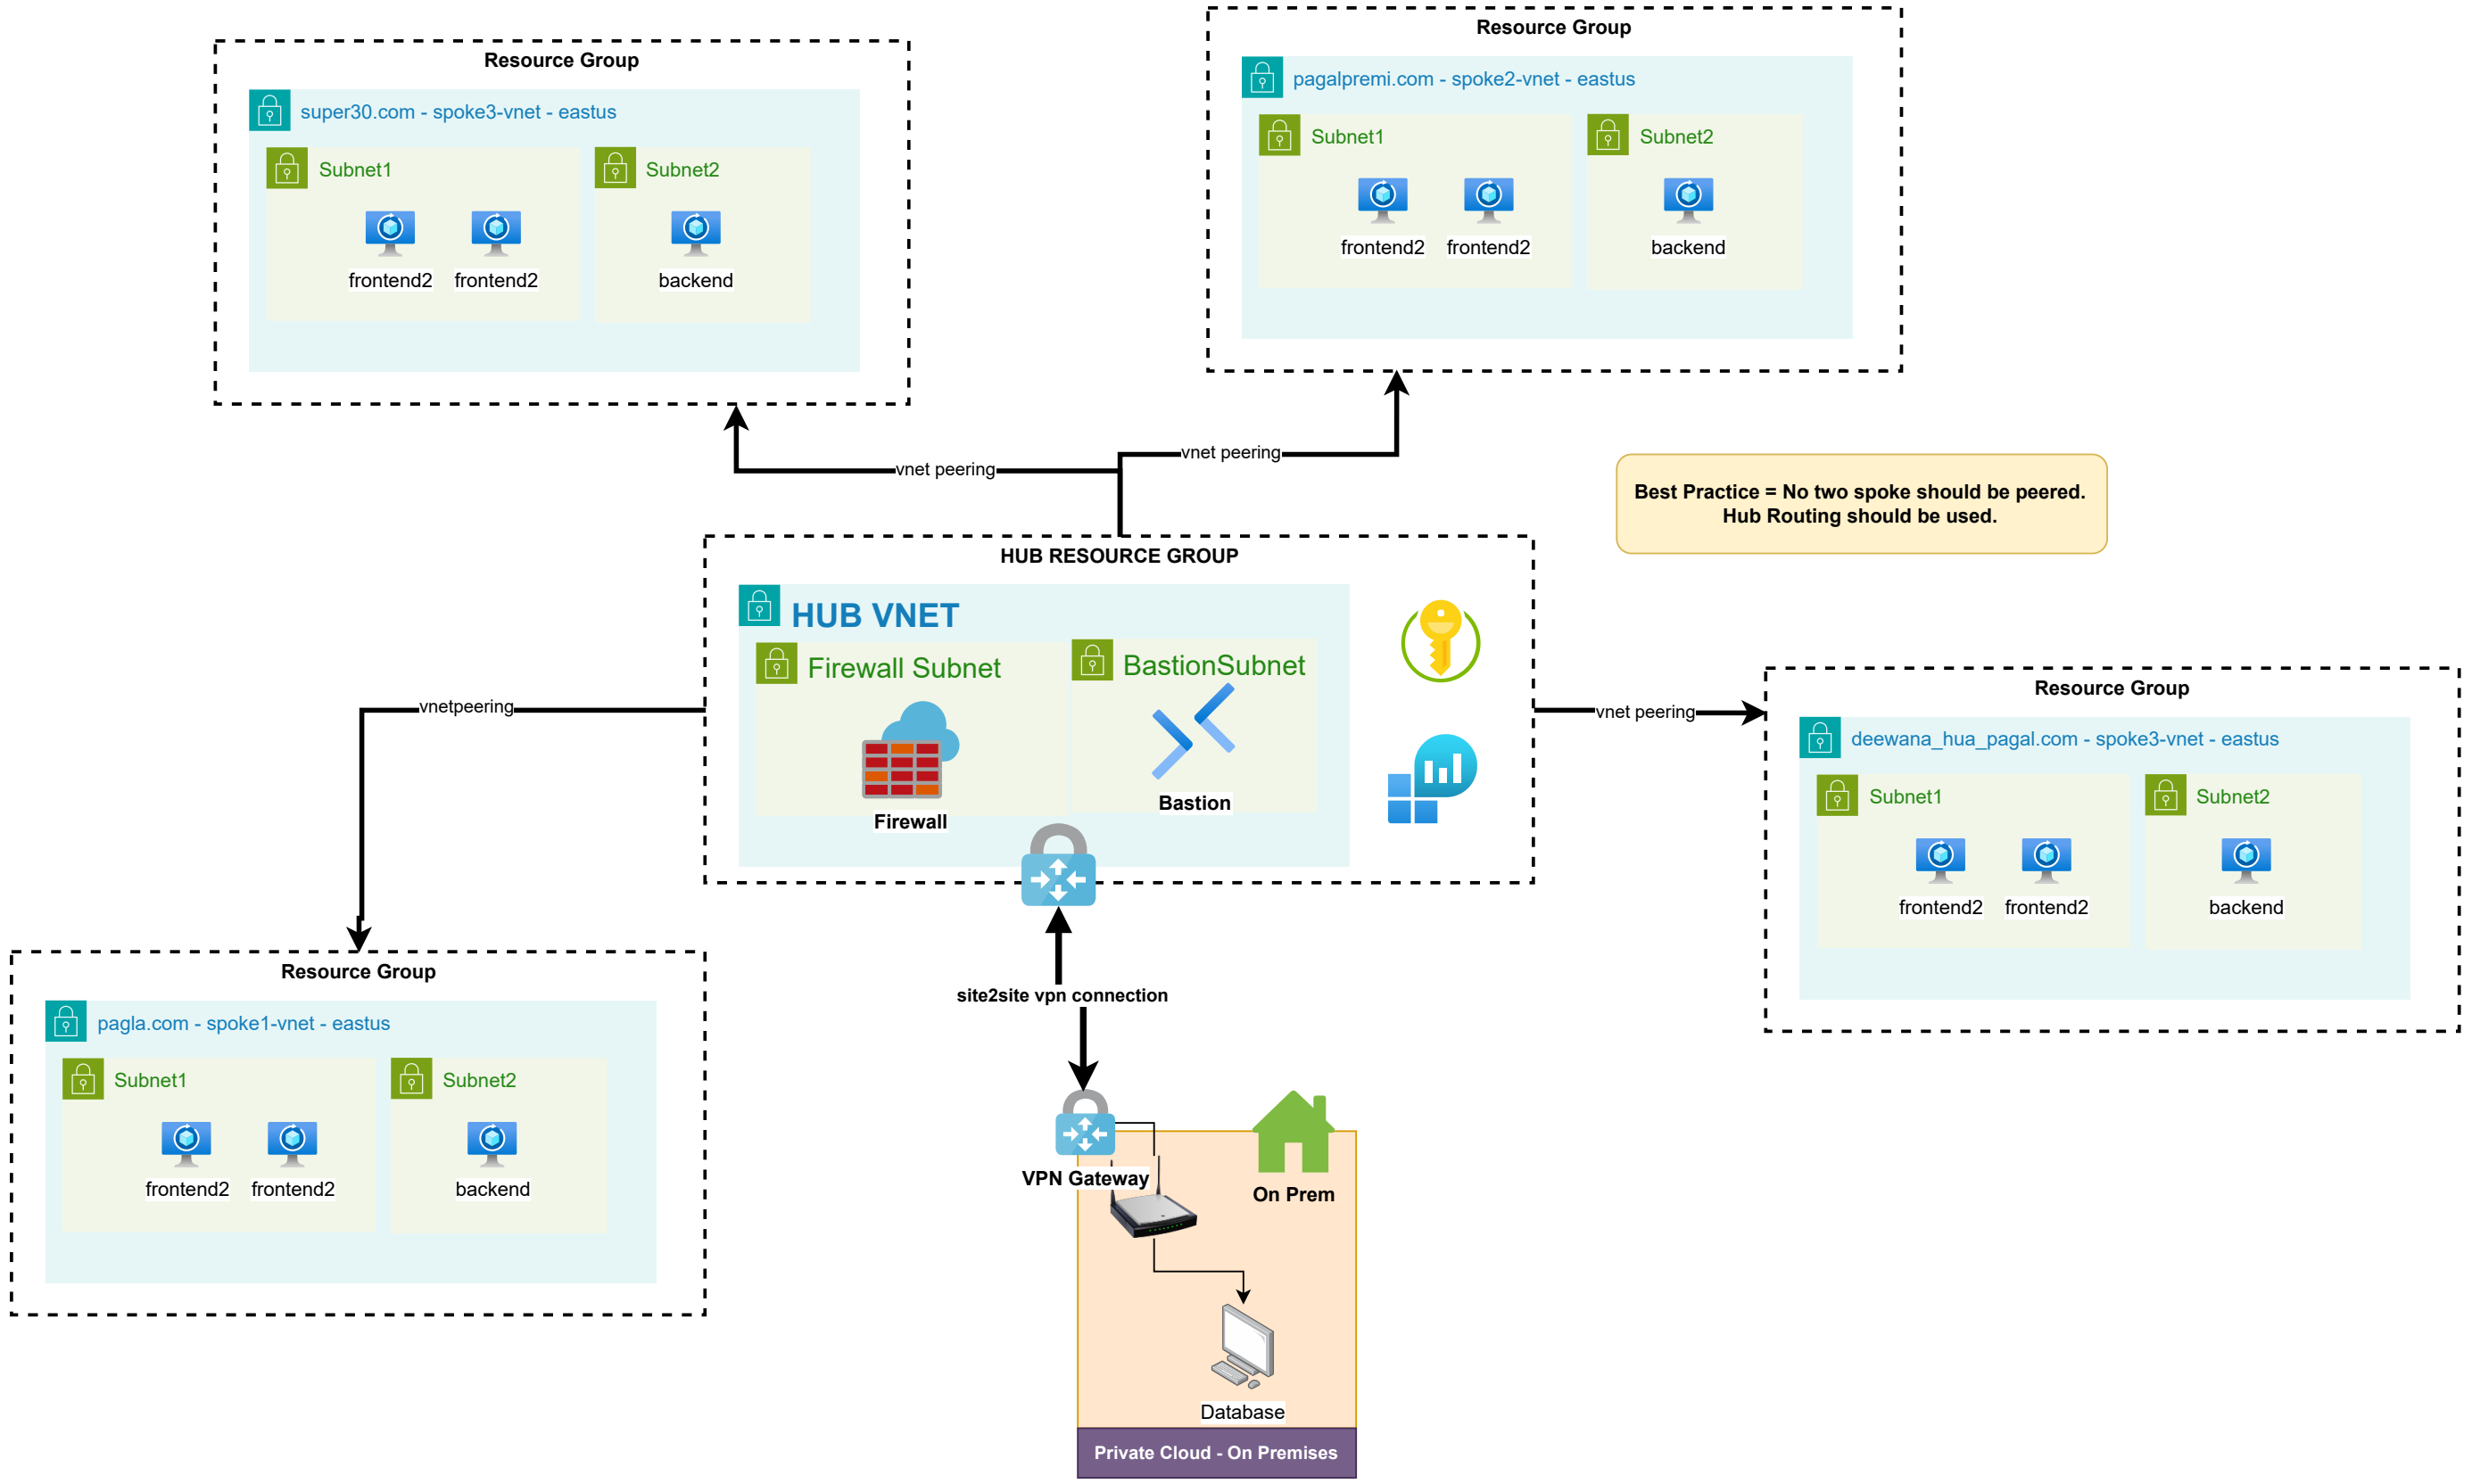 Resource Group
super30.com - spoke3-vnet - eastus
Subnet1
Subnet2
frontend2
frontend2
backend
Resource Group
pagalpremi.com - spoke2-vnet - eastus
Subnet1
Subnet2
frontend2
frontend2
backend
vnet peering
vnet peering
Best Practice = No two spoke should be peered.
Hub Routing should be used.
HUB RESOURCE GROUP
HUB VNET
Firewall Subnet
BastionSubnet
Firewall
Bastion
vnetpeering
vnet peering
Resource Group
deewana_hua_pagal.com - spoke3-vnet - eastus
Subnet1
Subnet2
frontend2
frontend2
backend
Resource Group
pagla.com - spoke1-vnet - eastus
Subnet1
Subnet2
frontend2
frontend2
backend
site2site vpn connection
VPN Gateway
On Prem
Database
Private Cloud - On Premises